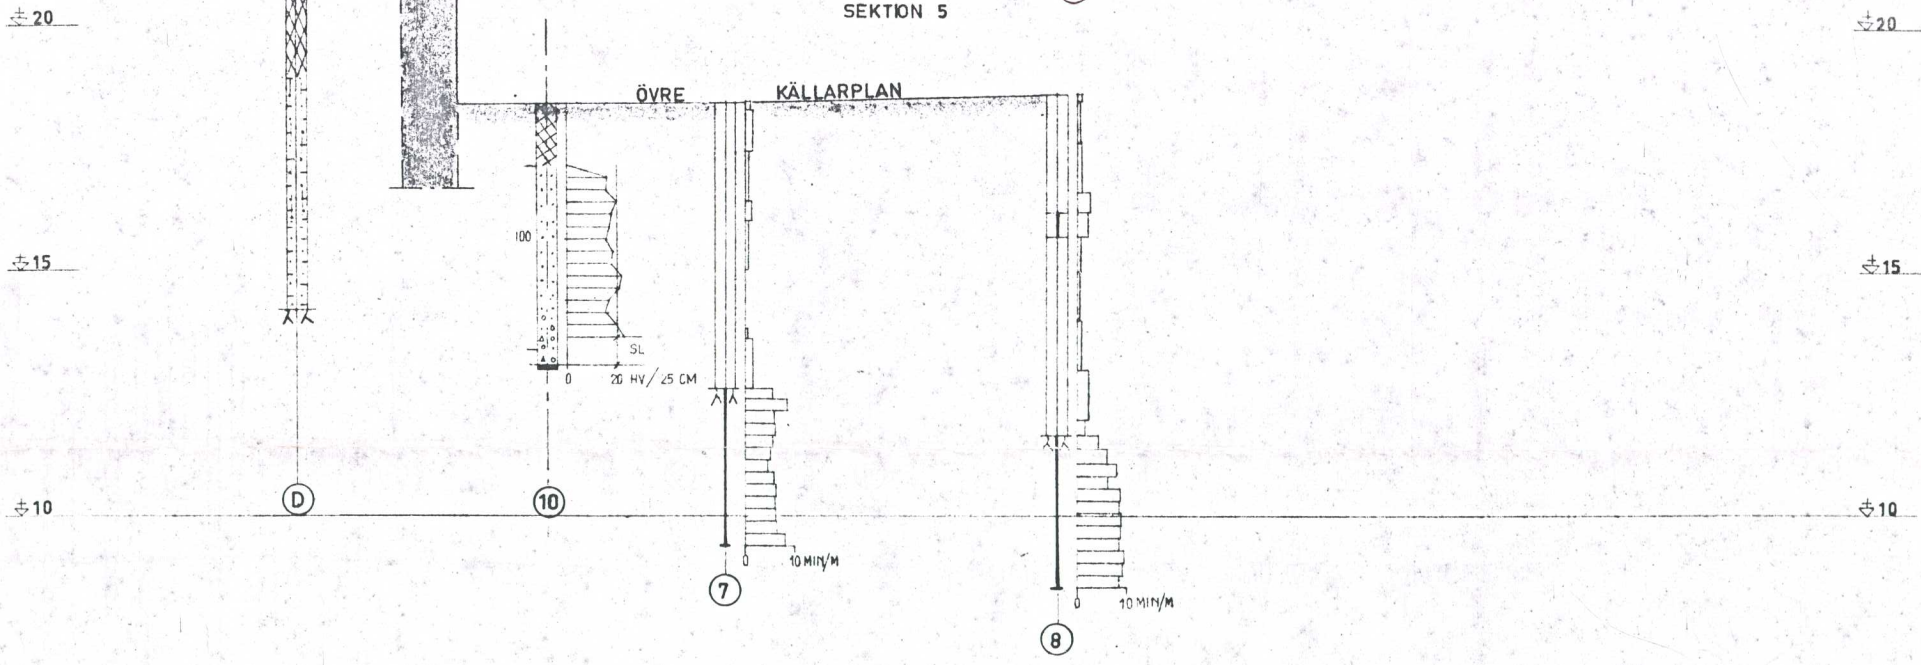 SEKTION 5
±20
±20
ÖVRE KÄLLARPLAN
100
±15
±15
SL
0 20 HV/25 CM
D
10
±10
±10
0 10 MIN/M
7
0 10 MIN/M
8